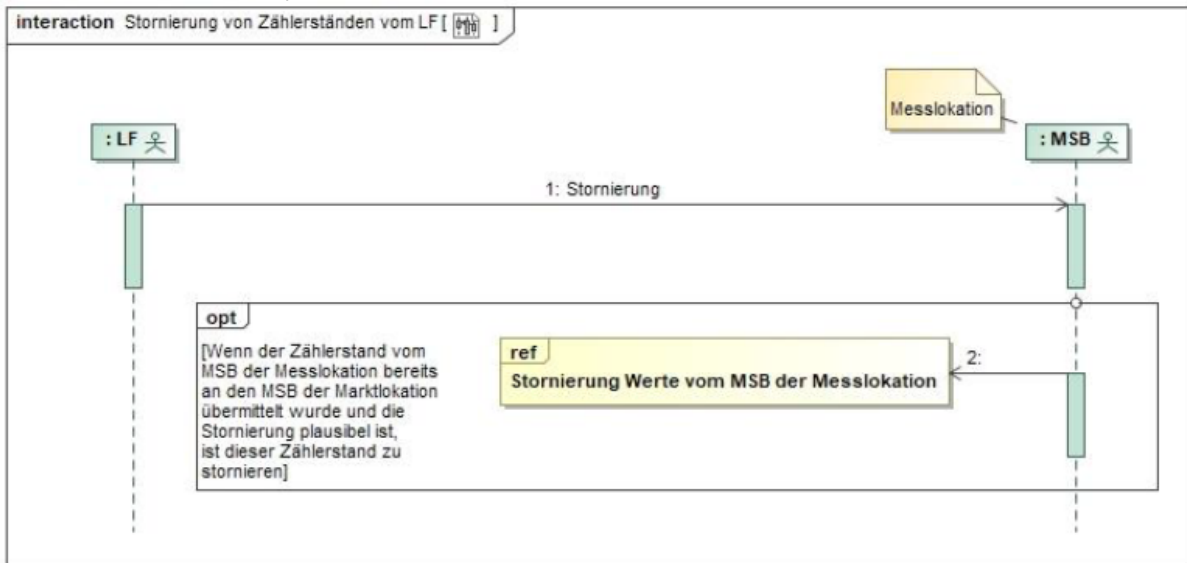 interaction Stornierung von Zählerständen vom LF [ ]
Messlokation
: LF
: MSB
1: Stornierung
opt
[Wenn der Zählerstand vom
MSB der Messlokation bereits
an den MSB der Marktlokation
übermittelt wurde und die
Stornierung plausibel ist,
ist dieser Zählerstand zu
stornieren]
ref
Stornierung Werte vom MSB der Messlokation
2: